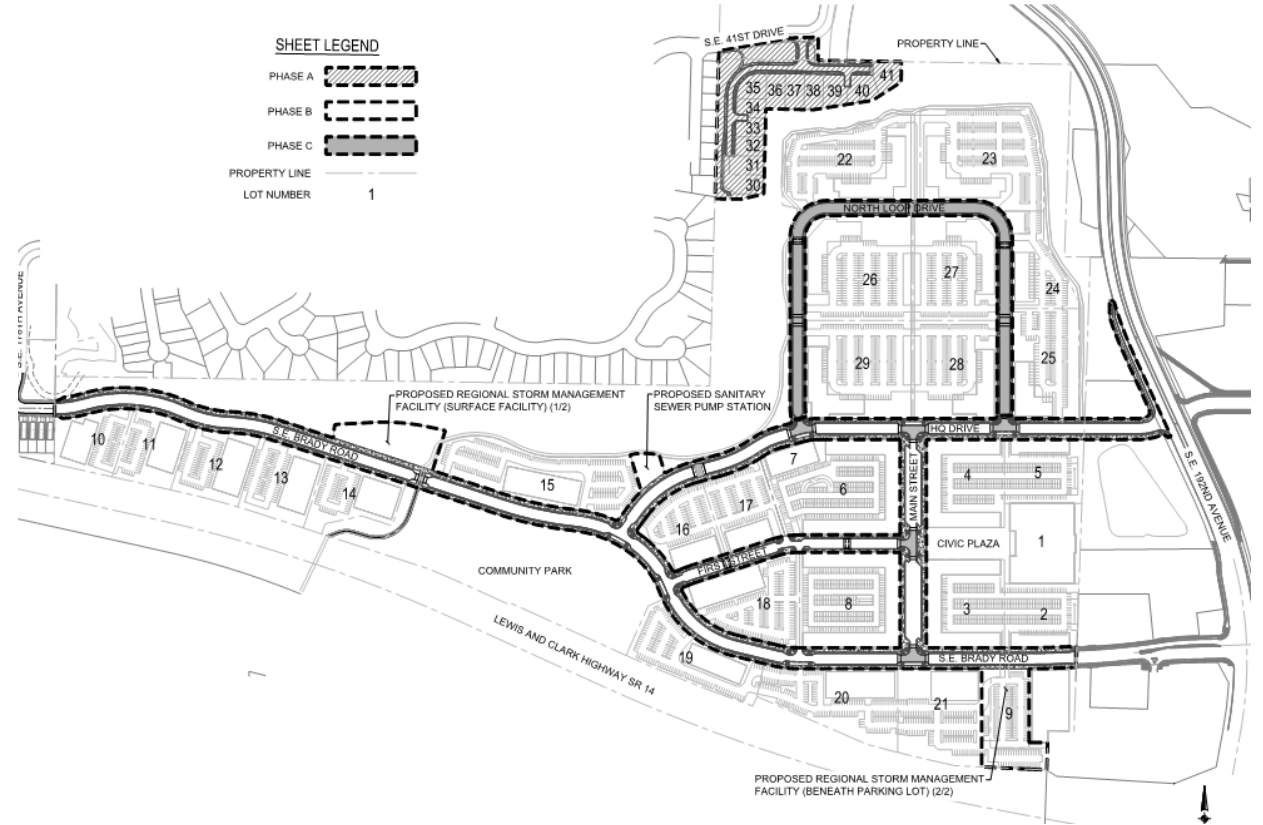 SHEET LEGEND
PHASE A
PHASE B
PHASE C
PROPERTY LINE
LOT NUMBER
1
S.E. 41ST DRIVE
PROPERTY LINE
35
36
37
38
39
40
41
34
33
32
31
30
22
23
NORTH LOOP DRIVE
26
27
24
29
28
25
S.E. 192ND AVENUE
PROPOSED REGIONAL STORM MANAGEMENT
FACILITY (SURFACE FACILITY) (1/2)
PROPOSED SANITARY
SEWER PUMP STATION
HQ DRIVE
S.E. BRADY ROAD
10
11
12
13
14
15
16
17
7
6
MAIN STREET
4
5
CIVIC PLAZA
1
FIRST STREET
COMMUNITY PARK
18
8
3
2
LEWIS AND CLARK HIGHWAY SR 14
19
S.E. BRADY ROAD
20
21
9
PROPOSED REGIONAL STORM MANAGEMENT
FACILITY (BENEATH PARKING LOT) (2/2)